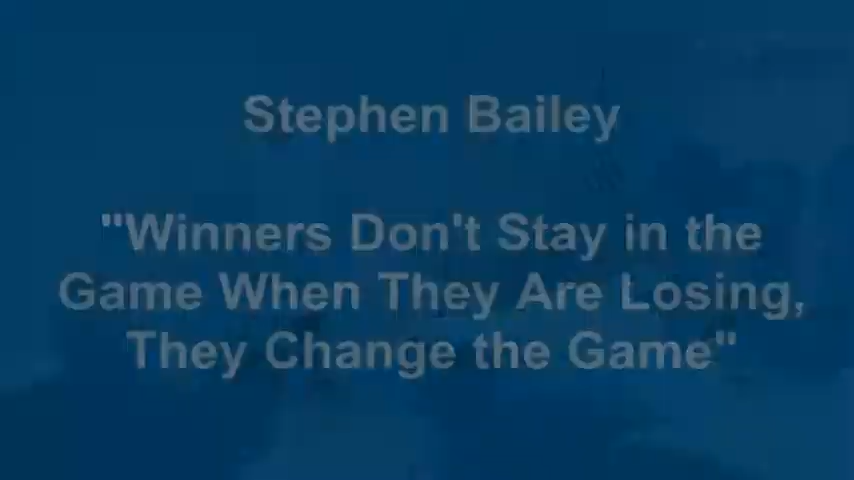 Stephen Bailey
"Winners Don't Stay in the
Game When They Are Losing,
They Change the Game"